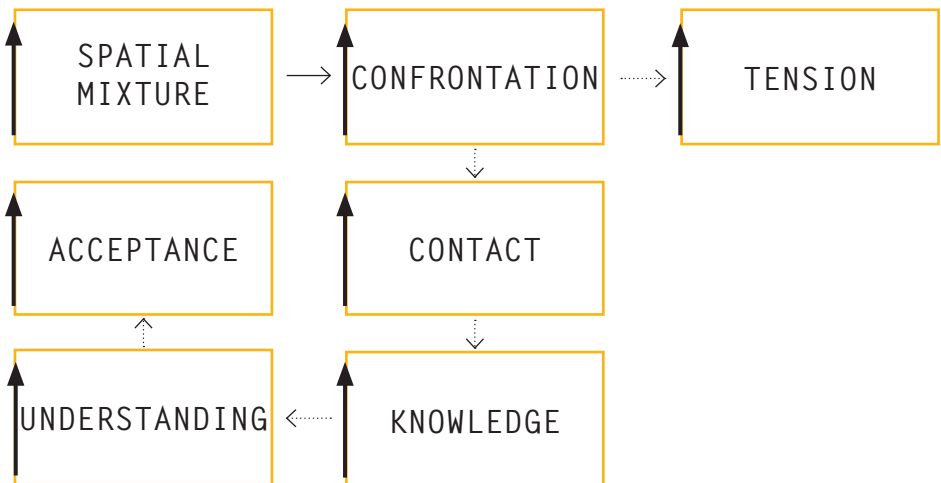 SPATIAL
MIXTURE
CONFRONTATION
TENSION
ACCEPTANCE
CONTACT
UNDERSTANDING
KNOWLEDGE